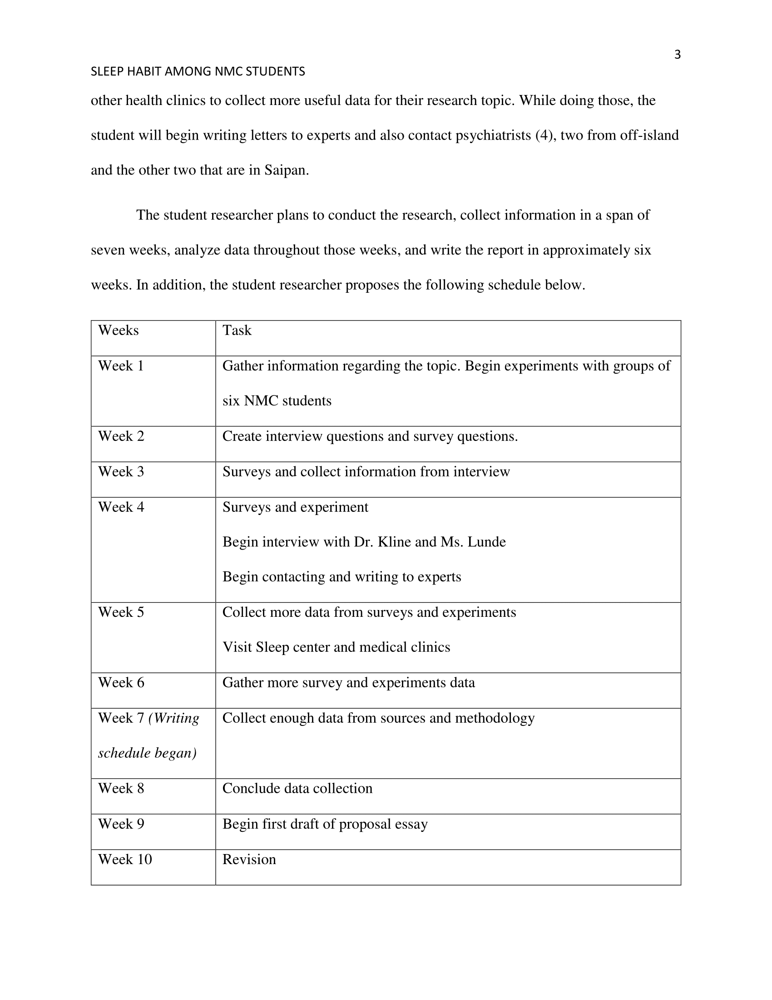 3
SLEEP HABIT AMONG NMC STUDENTS
other health clinics to collect more useful data for their research topic. While doing those, the
student will begin writing letters to experts and also contact psychiatrists (4), two from off-island
and the other two that are in Saipan.
The student researcher plans to conduct the research, collect information in a span of
seven weeks, analyze data throughout those weeks, and write the report in approximately six
weeks. In addition, the student researcher proposes the following schedule below.
Weeks Task
Week 1 Gather information regarding the topic. Begin experiments with groups of
six NMC students
Week 2 Create interview questions and survey questions.
Week 3 Surveys and collect information from interview
Week 4 Surveys and experiment
Begin interview with Dr. Kline and Ms. Lunde
Begin contacting and writing to experts
Week 5 Collect more data from surveys and experiments
Visit Sleep center and medical clinics
Week 6 Gather more survey and experiments data
Week 7 (Writing Collect enough data from sources and methodology
schedule began)
Week 8 Conclude data collection
Week 9 Begin first draft of proposal essay
Week 10 Revision